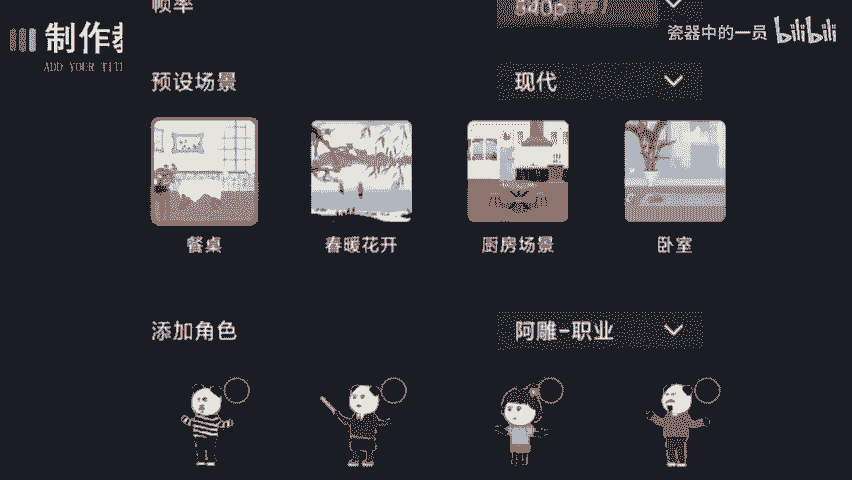 帧率
540p
瓷器中的一员 bilibili
制作
ADD YOUR TIT
预设场景
现代
餐桌
春暖花开
厨房场景
卧室
添加角色
阿雕-职业